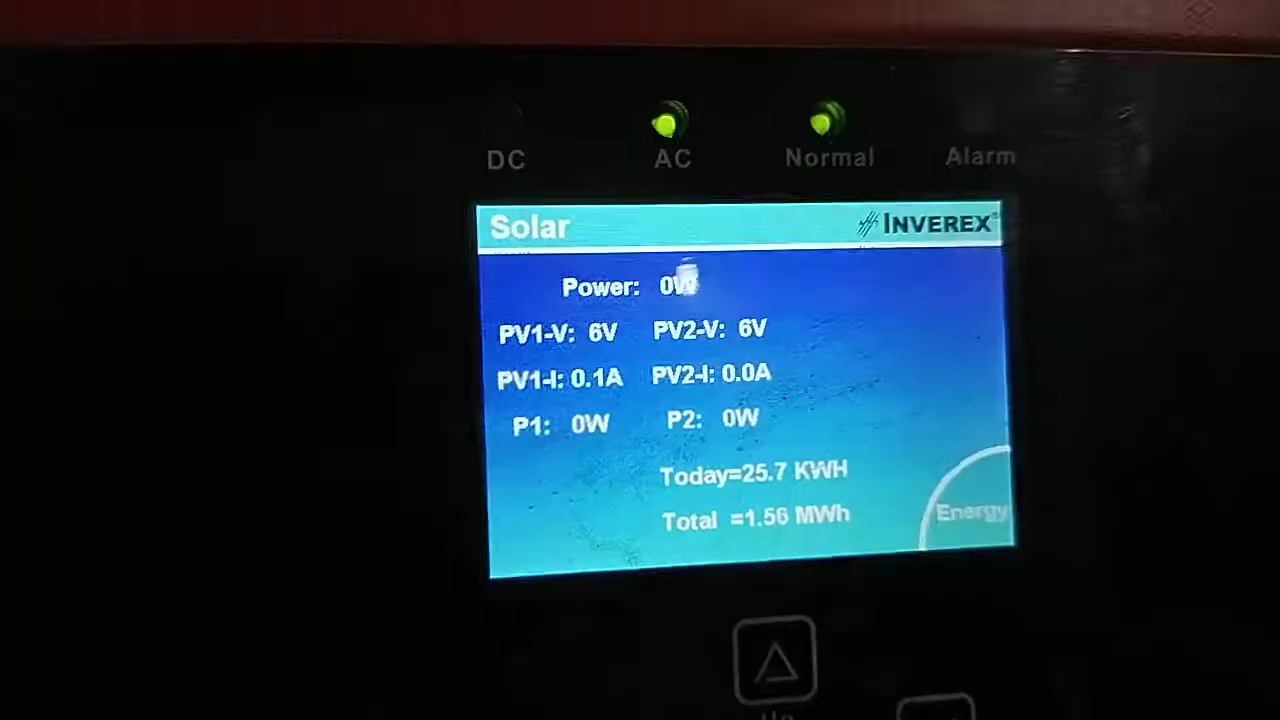 DC AC Normal Alarm
Solar INVEREX®
Power: 0W
PV1-V: 6V PV2-V: 6V
PV1-I: 0.1A PV2-I: 0.0A
P1: 0W P2: 0W
Today=25.7 KWH
Total =1.56 MWh
Energy
Up